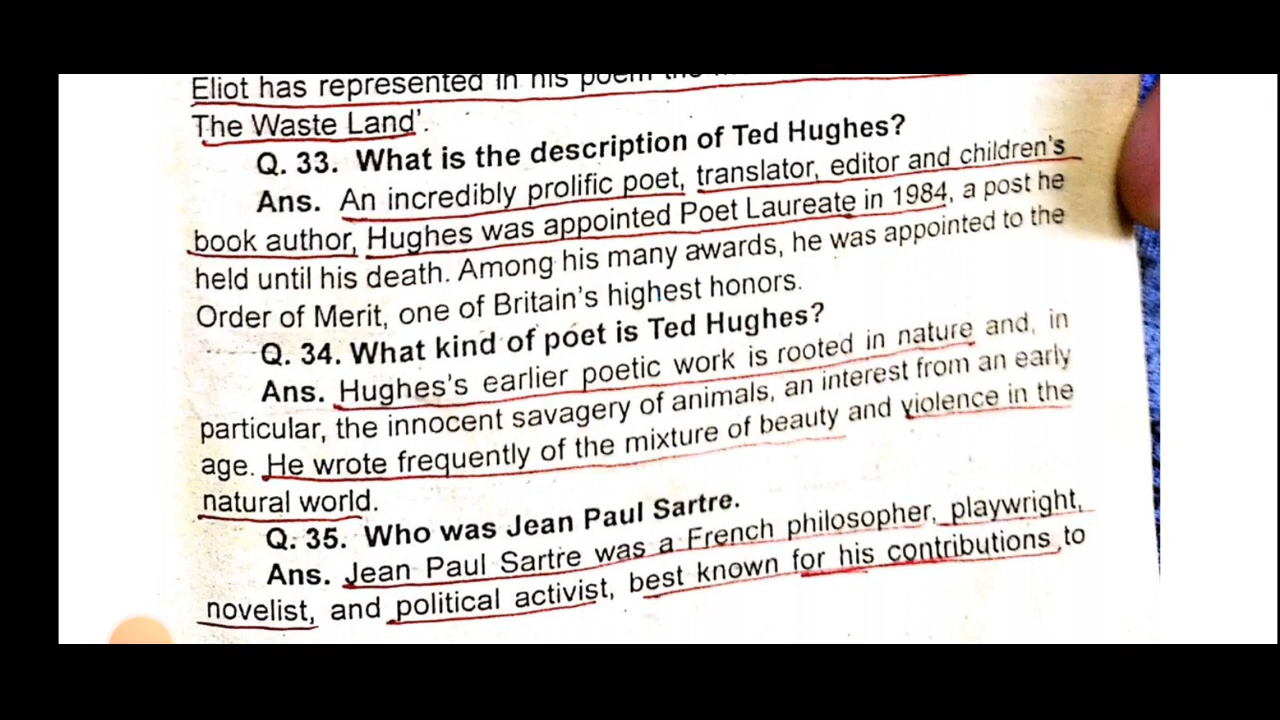 Eliot has represented in his poem the
The Waste Land'.
Q. 33. What is the description of Ted Hughes?
Ans. An incredibly prolific poet, translator, editor and children's
book author, Hughes was appointed Poet Laureate in 1984, a post he
held until his death. Among his many awards, he was appointed to the
Order of Merit, one of Britain's highest honors.
Q. 34. What kind of poet is Ted Hughes?
Ans. Hughes's earlier poetic work is rooted in nature and, in
particular, the innocent savagery of animals, an interest from an early
age. He wrote frequently of the mixture of beauty and violence in the
natural world.
Q. 35. Who was Jean Paul Sartre.
Ans. Jean Paul Sartre was a French philosopher, playwright,
novelist, and political activist, best known for his contributions to